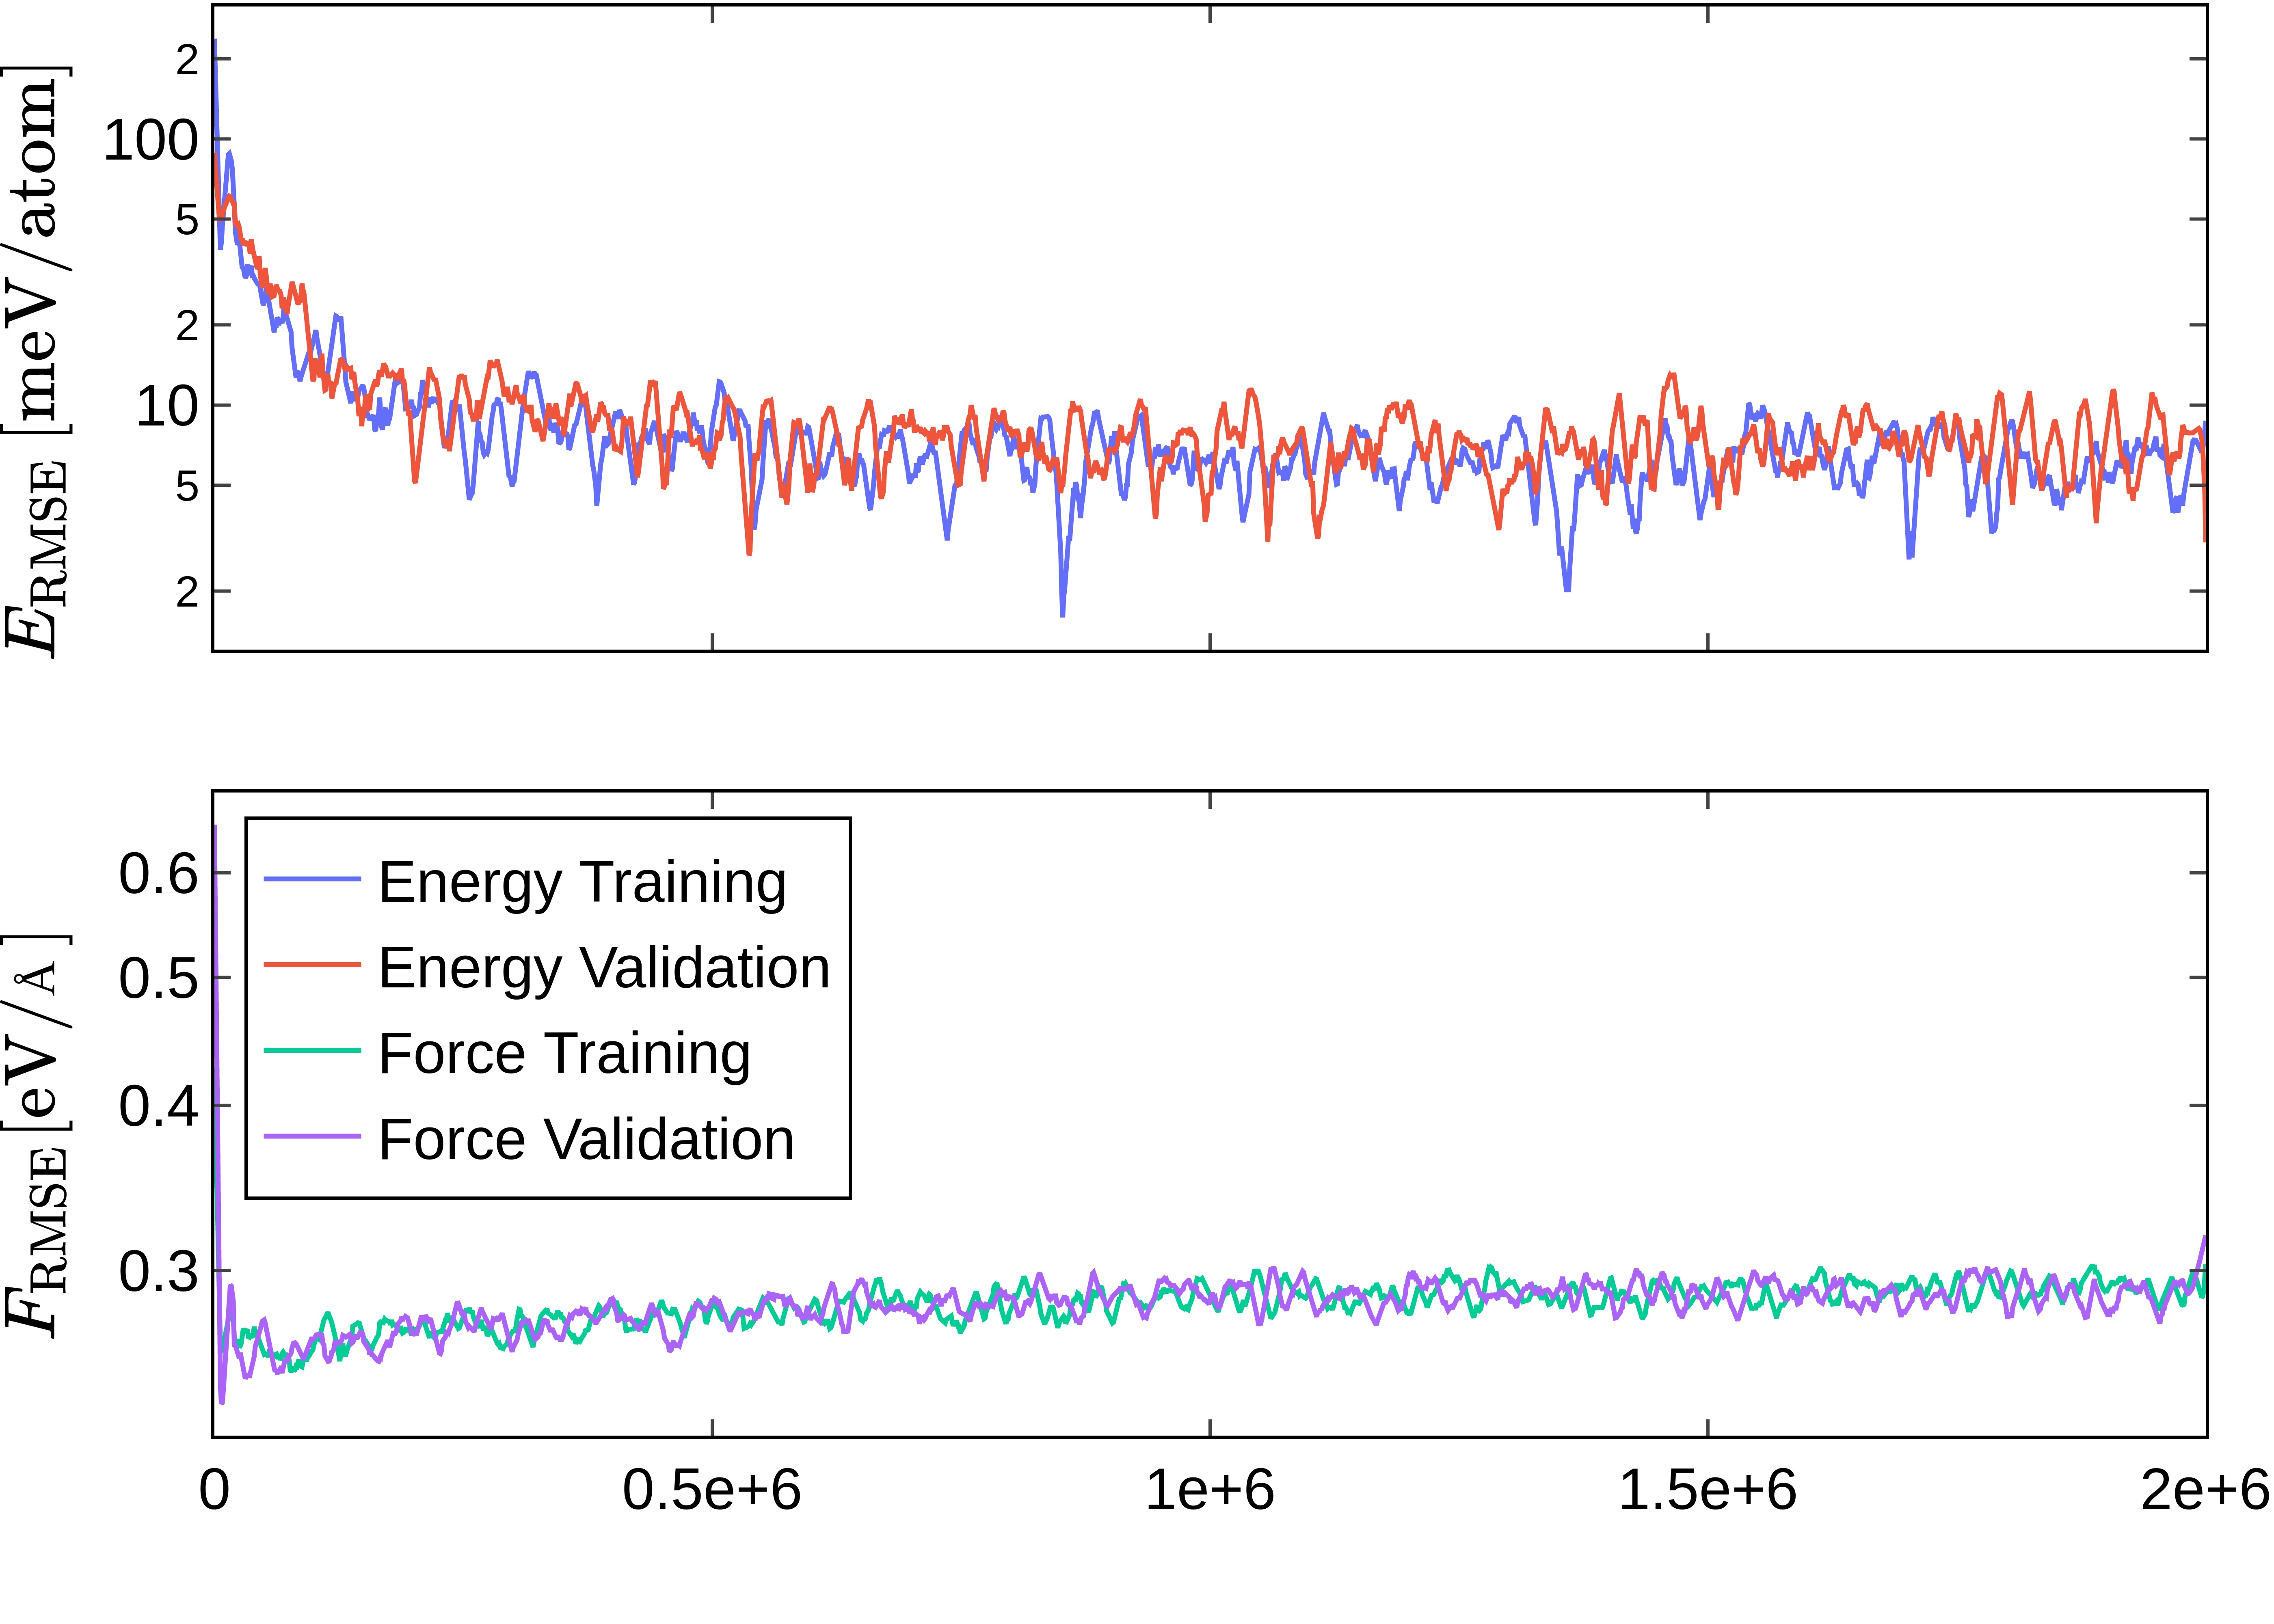 E_RMSE [meV/atom]
2
100
5
2
10
5
2
F_RMSE [eV/Å]
0.6
0.5
0.4
0.3
Energy Training
Energy Validation
Force Training
Force Validation
0 0.5e+6 1e+6 1.5e+6 2e+6